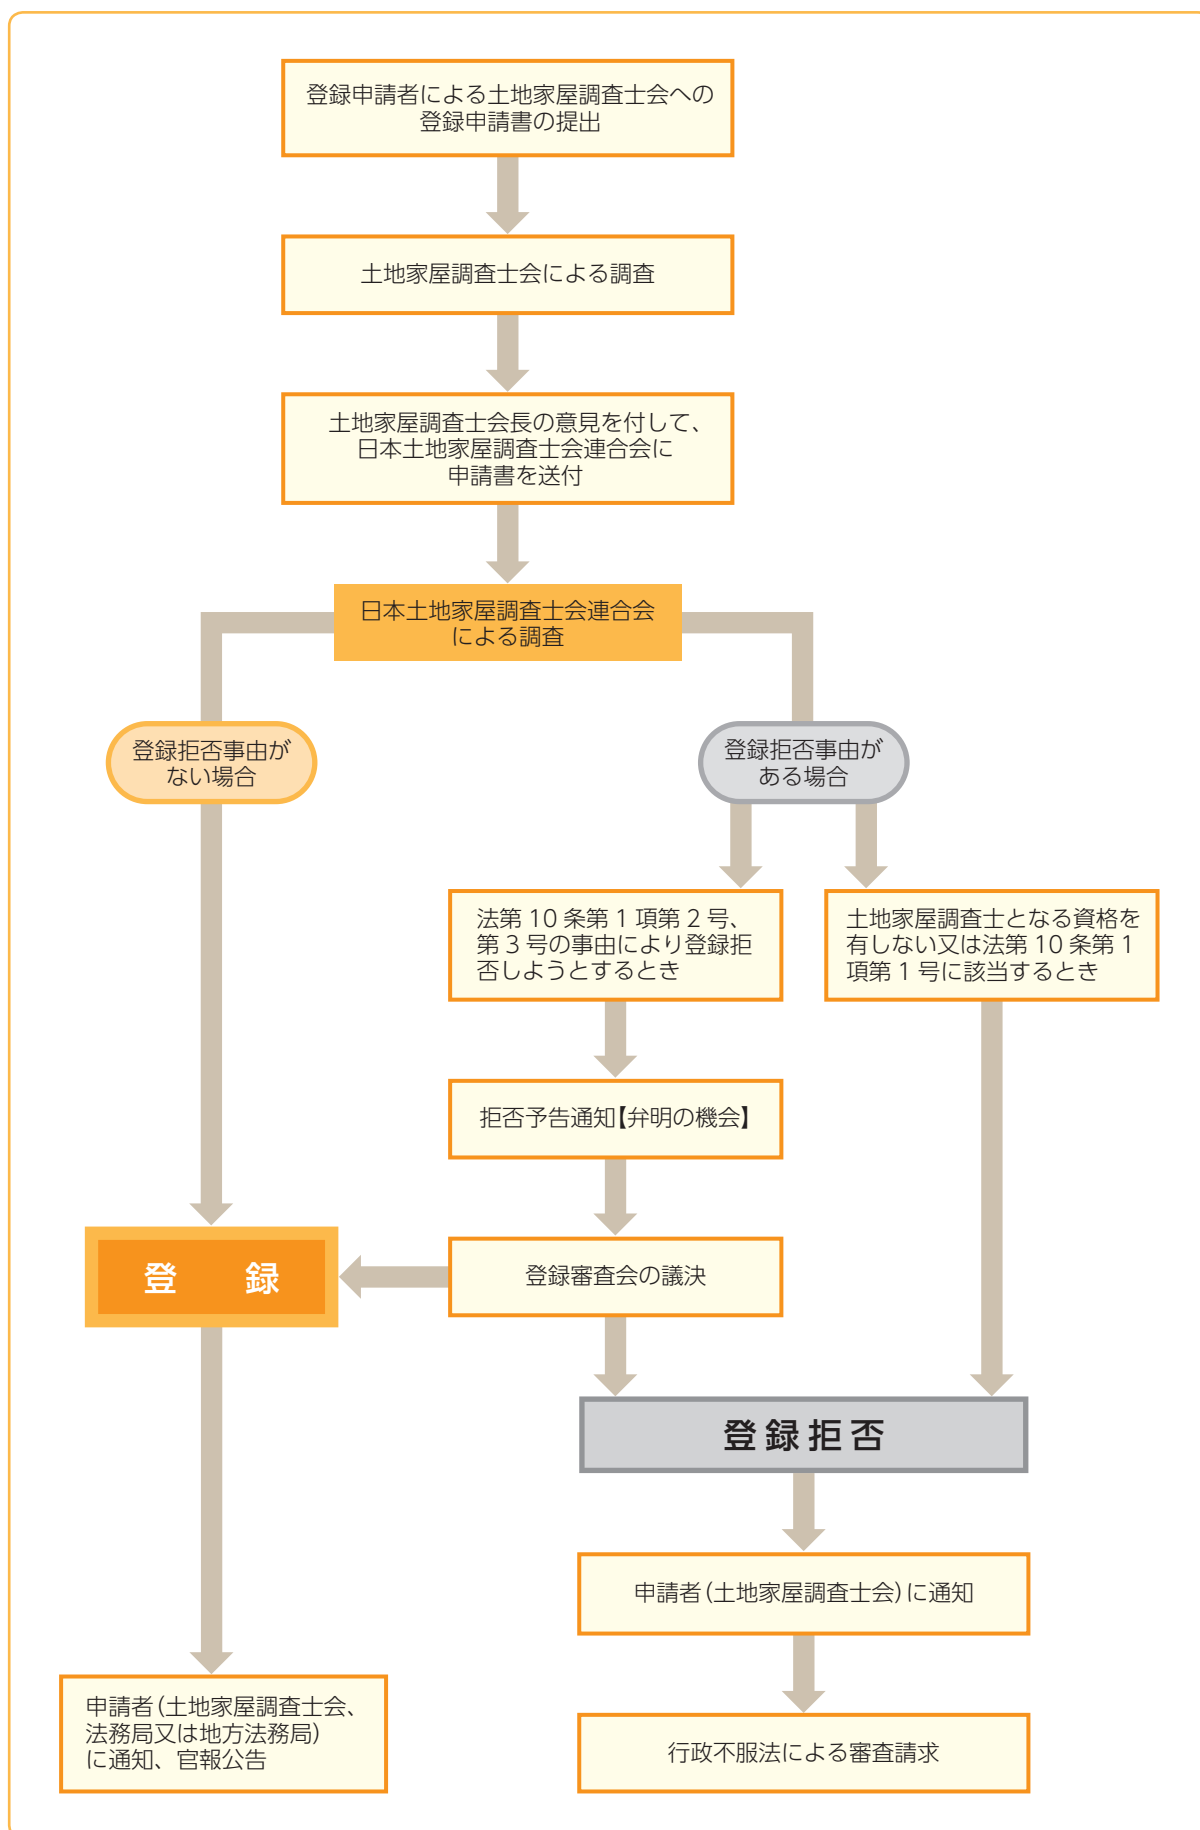 登録申請者による土地家屋調査士会への
登録申請書の提出
土地家屋調査士会による調査
土地家屋調査士会長の意見を付して、
日本土地家屋調査士会連合会に
申請書を送付
日本土地家屋調査士会連合会
による調査
登録拒否事由が
ない場合
登録拒否事由が
ある場合
法第 10 条第 1 項第 2 号、
第 3 号の事由により登録拒
否しようとするとき
土地家屋調査士となる資格を
有しない又は法第 10 条第 1
項第 1 号に該当するとき
拒否予告通知【弁明の機会】
登録審査会の議決
登 録
登録拒否
申請者(土地家屋調査士会)に通知
行政不服法による審査請求
申請者(土地家屋調査士会、
法務局又は地方法務局)
に通知、官報公告